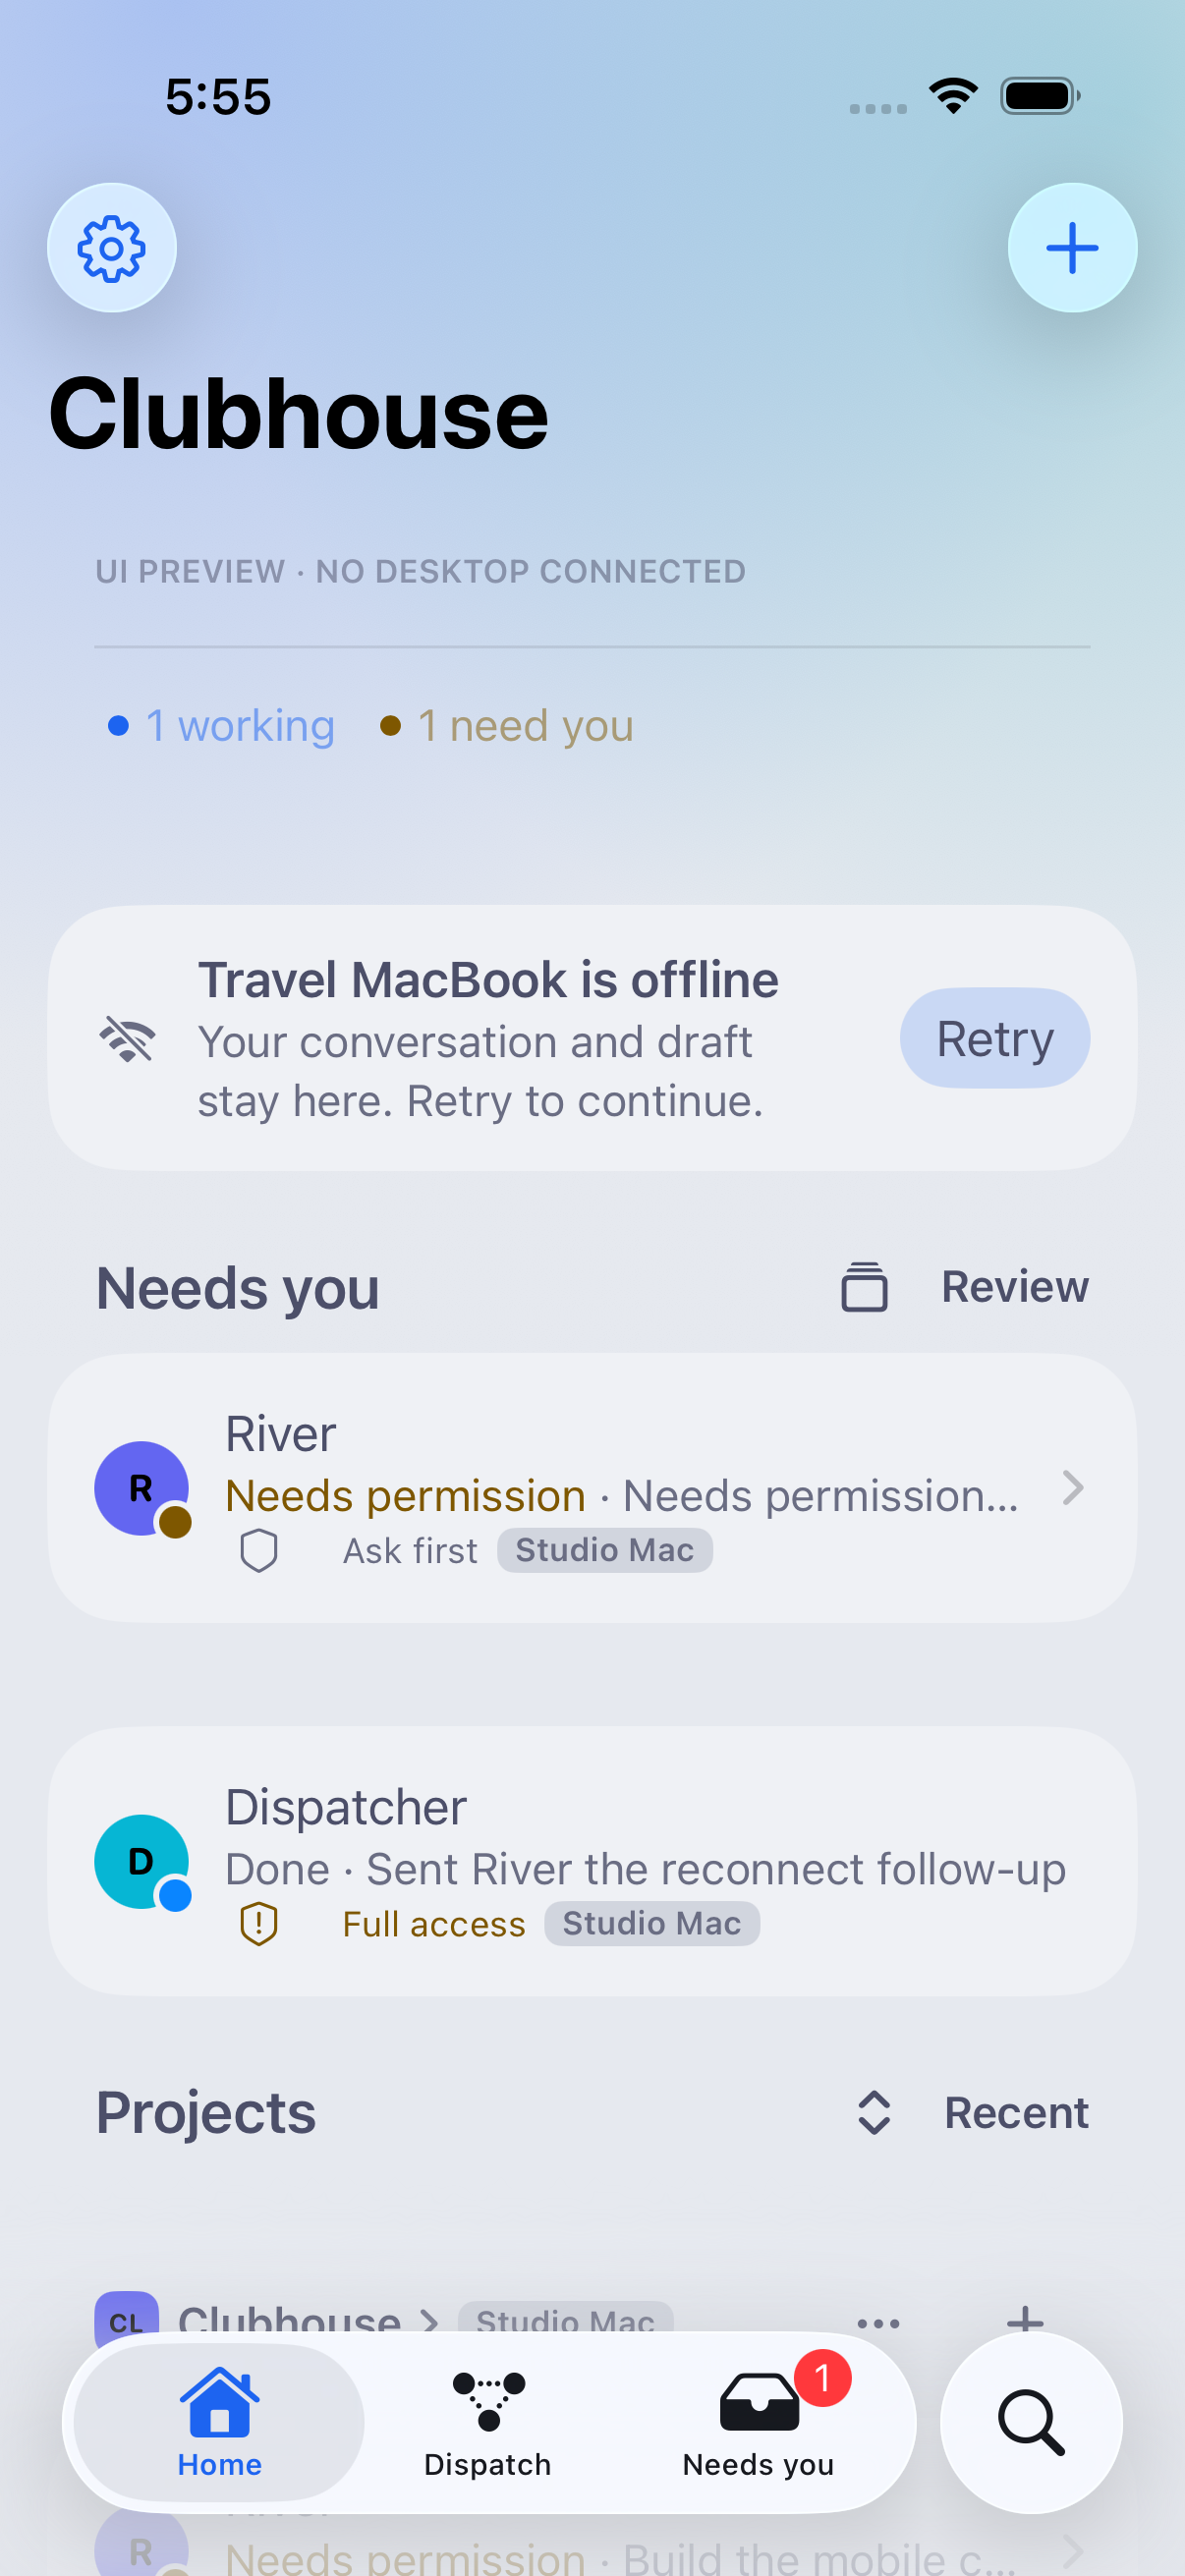 5:55
Clubhouse
UI PREVIEW · NO DESKTOP CONNECTED
1 working 1 need you
Travel MacBook is offline
Your conversation and draft
stay here. Retry to continue.
Retry
Needs you
Review
River
R
Needs permission · Needs permission...
Ask first Studio Mac
Dispatcher
D
Done · Sent River the reconnect follow-up
Full access Studio Mac
Projects
Recent
CL Clubhouse Studio Mac
1
Home Dispatch Needs you
R
Needs permission · Build the mobile c...